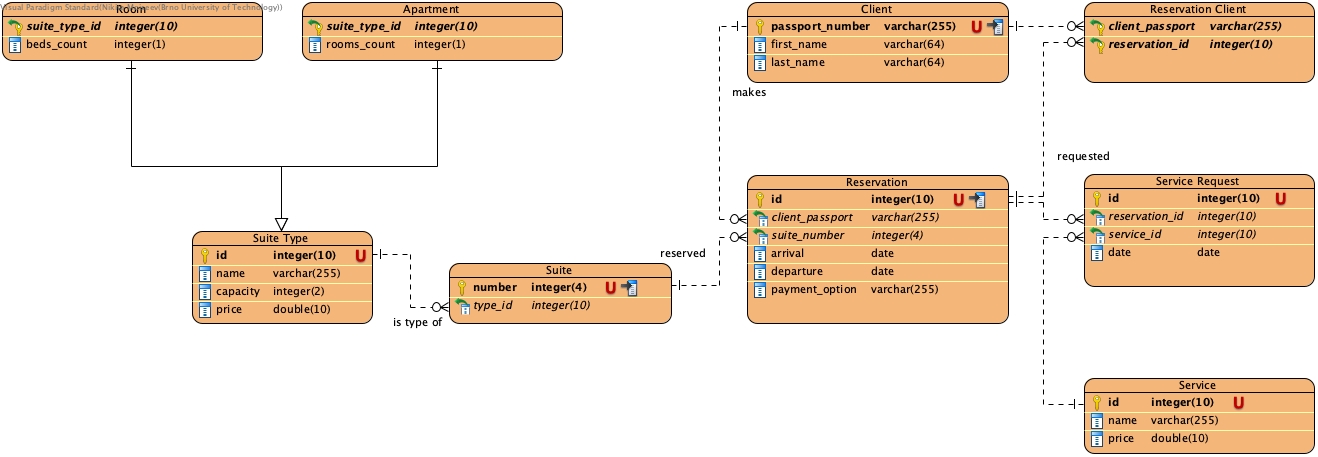 Visual Paradigm Standard(Nikita Moiseev(Brno University of Technology))
Room
suite_type_id integer(10)
beds_count integer(1)
Apartment
suite_type_id integer(10)
rooms_count integer(1)
Client
passport_number varchar(255) U
first_name varchar(64)
last_name varchar(64)
Reservation Client
client_passport varchar(255)
reservation_id integer(10)
makes
requested
Reservation
id integer(10) U
client_passport varchar(255)
suite_number integer(4)
arrival date
departure date
payment_option varchar(255)
Service Request
id integer(10) U
reservation_id integer(10)
service_id integer(10)
date date
Suite Type
id integer(10) U
name varchar(255)
capacity integer(2)
price double(10)
reserved
Suite
number integer(4) U
type_id integer(10)
is type of
Service
id integer(10) U
name varchar(255)
price double(10)